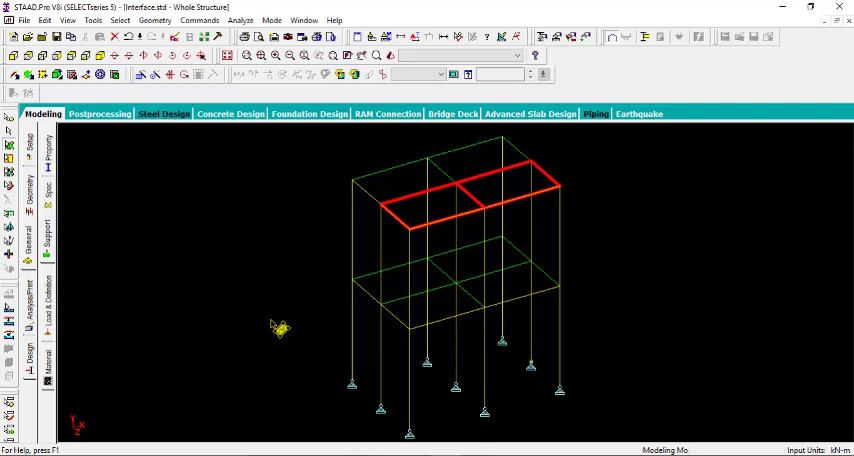 STAAD.Pro V8i (SELECTseries 5) - [Interface.std - Whole Structure]
File Edit View Tools Select Geometry Commands Analyze Mode Window Help
Modeling Postprocessing Steel Design Concrete Design Foundation Design RAM Connection Bridge Deck Advanced Slab Design Piping Earthquake
Setup
Geometry
General
Analysis/Print
Design
Property
Spec
Support
Load & Definition
Material
Y
X
Z
For Help, press F1 Modeling Mo Input Units: kN-m